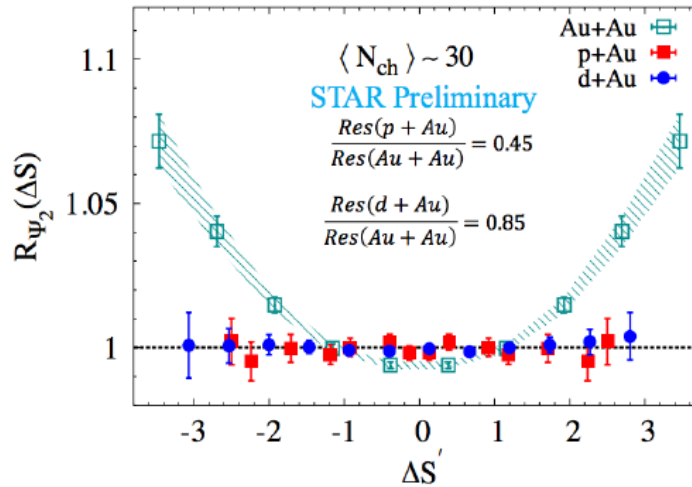 Au+Au
p+Au
d+Au
⟨ N_ch ⟩ ~ 30
STAR Preliminary
Res(p + Au) / Res(Au + Au) = 0.45
Res(d + Au) / Res(Au + Au) = 0.85
1.1
1.05
1
R_Ψ₂(ΔS)
-3 -2 -1 0 1 2 3
ΔS′